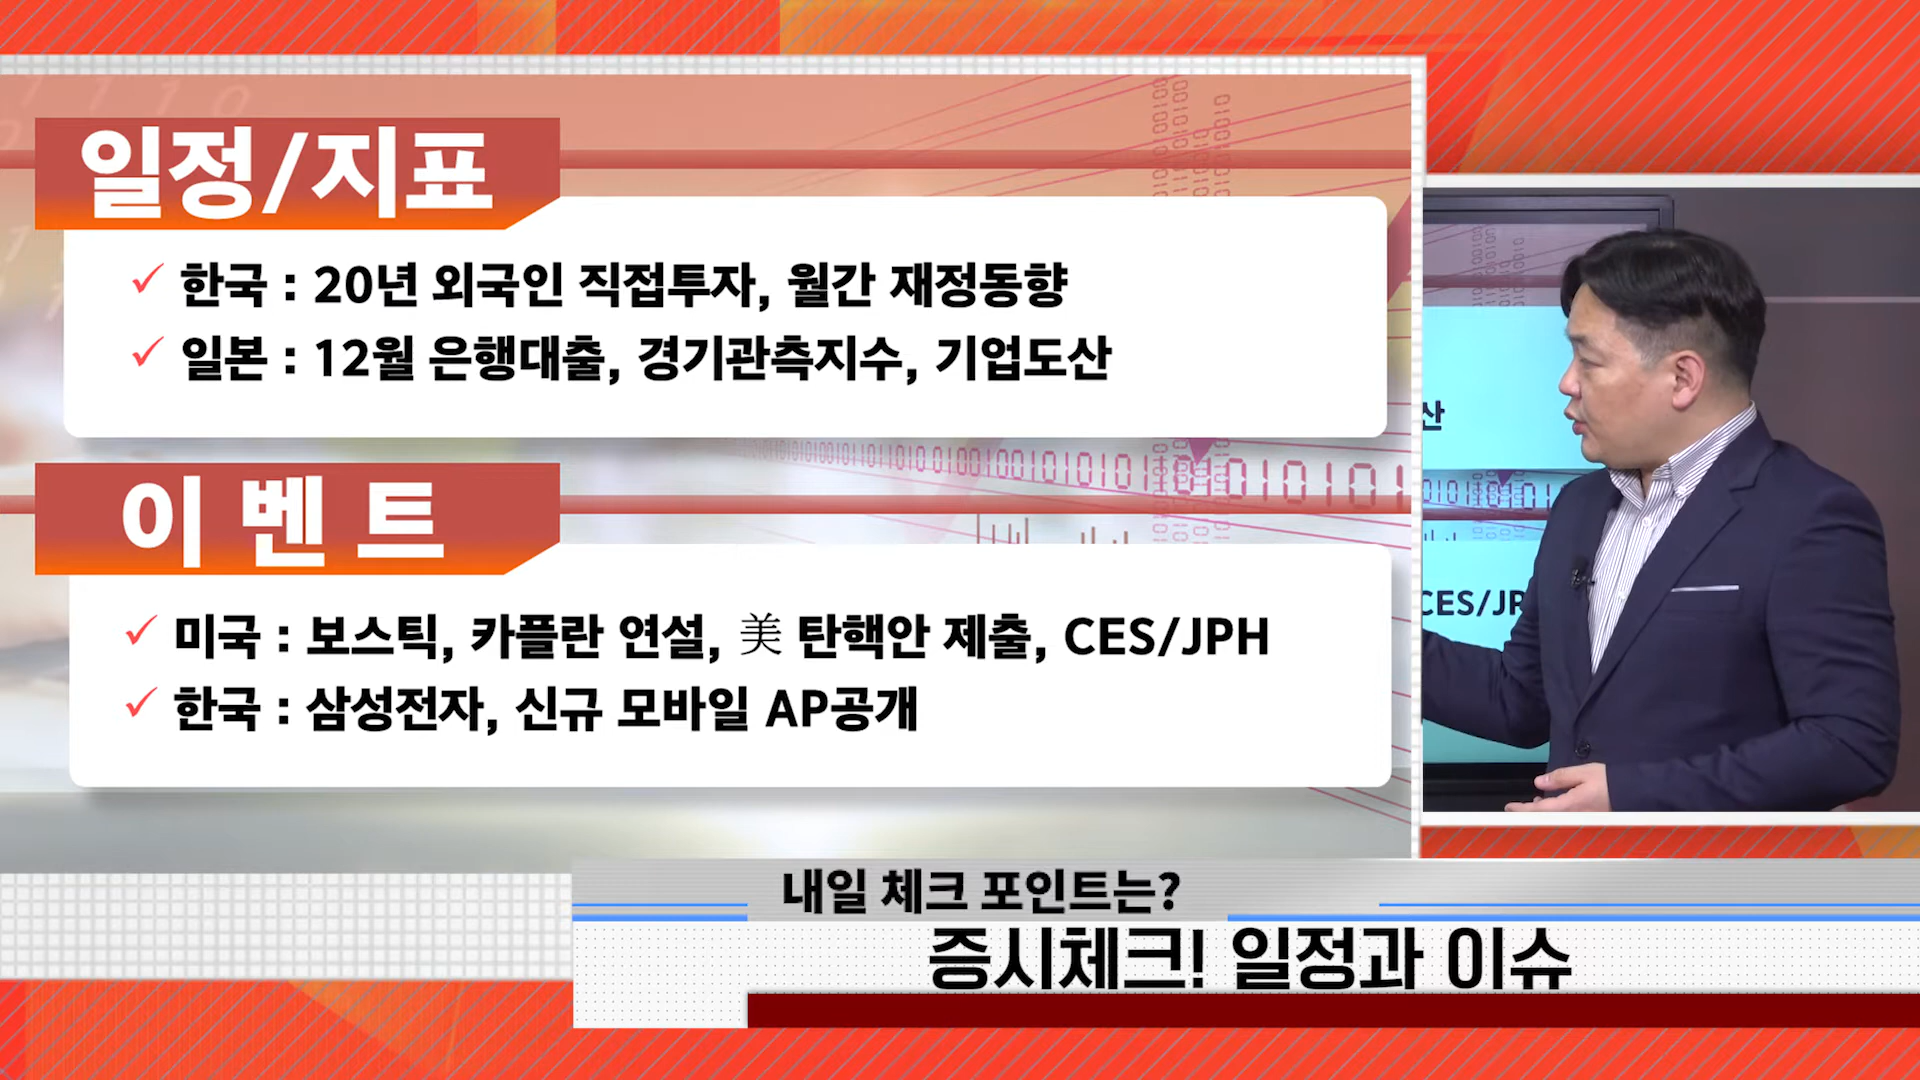 일정/지표
한국 : 20년 외국인 직접투자, 월간 재정동향
일본 : 12월 은행대출, 경기관측지수, 기업도산
이벤트
미국 : 보스틱, 카플란 연설, 美 탄핵안 제출, CES/JPH
한국 : 삼성전자, 신규 모바일 AP공개
산
CES/JP
내일 체크 포인트는?
증시체크! 일정과 이슈